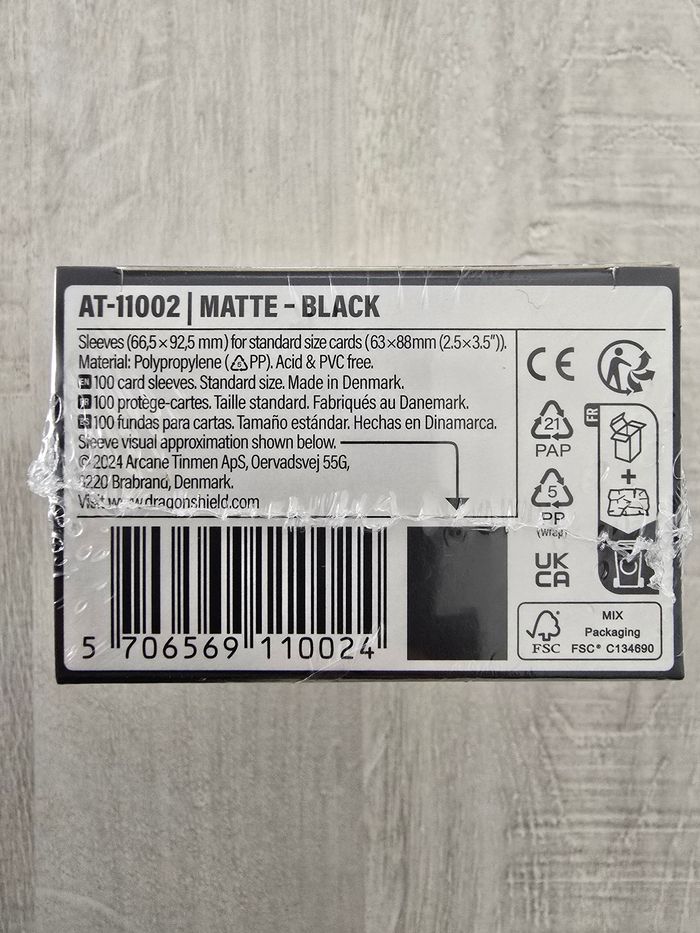 AT-11002 | MATTE - BLACK
Sleeves (66,5 × 92,5 mm) for standard size cards (63×88mm (2.5×3.5")).
Material: Polypropylene (PP). Acid & PVC free.
EN 100 card sleeves. Standard size. Made in Denmark.
FR 100 protège-cartes. Taille standard. Fabriqués au Danemark.
ES 100 fundas para cartas. Tamaño estándar. Hechas en Dinamarca.
Sleeve visual approximation shown below.
© 2024 Arcane Tinmen ApS, Oervadsvej 55G,
8220 Brabrand, Denmark.
Visit www.dragonshield.com
5 706569 110024
CE
21
PAP
5
PP
(Wrap)
UK
CA
FR
+
FSC
MIX
Packaging
FSC® C134690